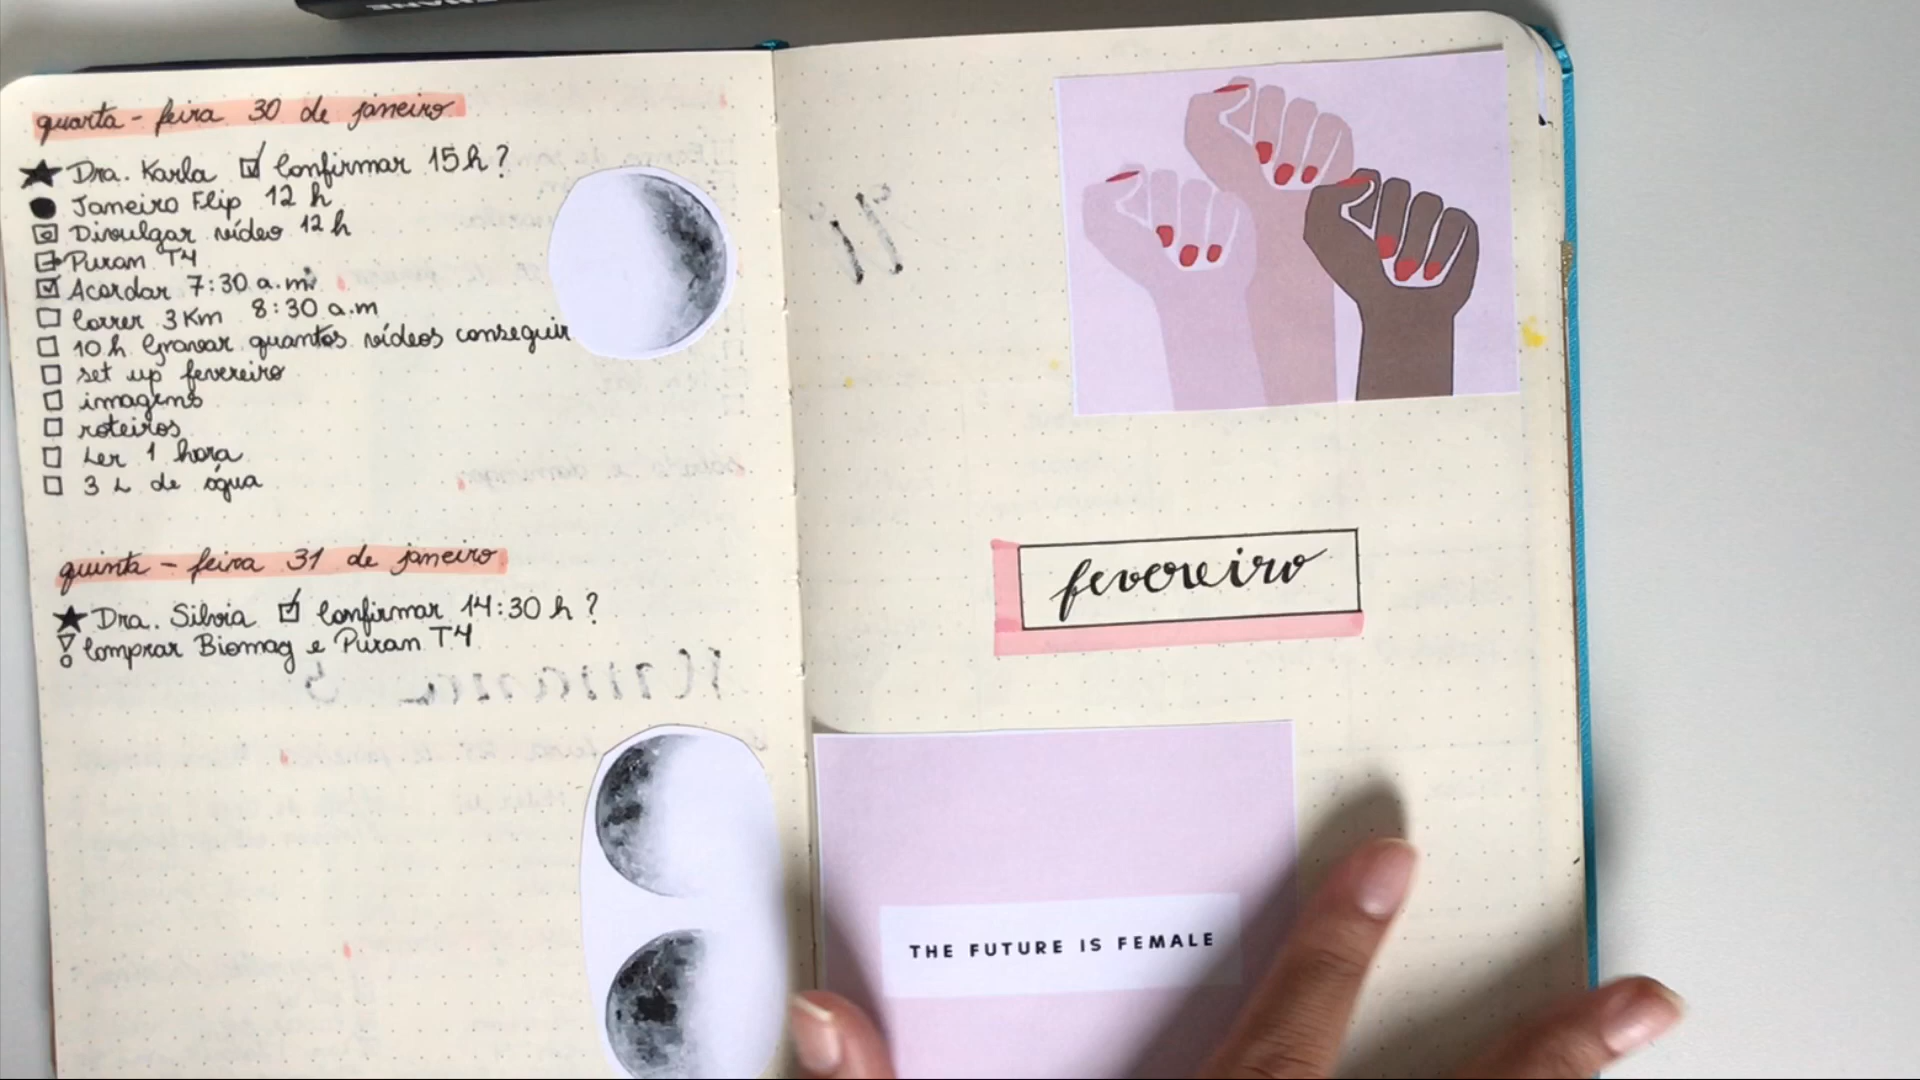 quarta - feira 30 de janeiro
Dra. Karla Confirmar 15 h ?
Janeiro Flip 12 h
Divulgar vídeo 12 h
Puran T4
Acordar 7:30 a.m
Correr 3 Km 8:30 a.m
10 h Gravar quantos vídeos conseguir
set up fevereiro
imagens
roteiros
Ler 1 hora
3 L de água
quinta - feira 31 de janeiro
Dra. Silvia Confirmar 14:30 h ?
Comprar Biomag e Puran T4
fevereiro
THE FUTURE IS FEMALE